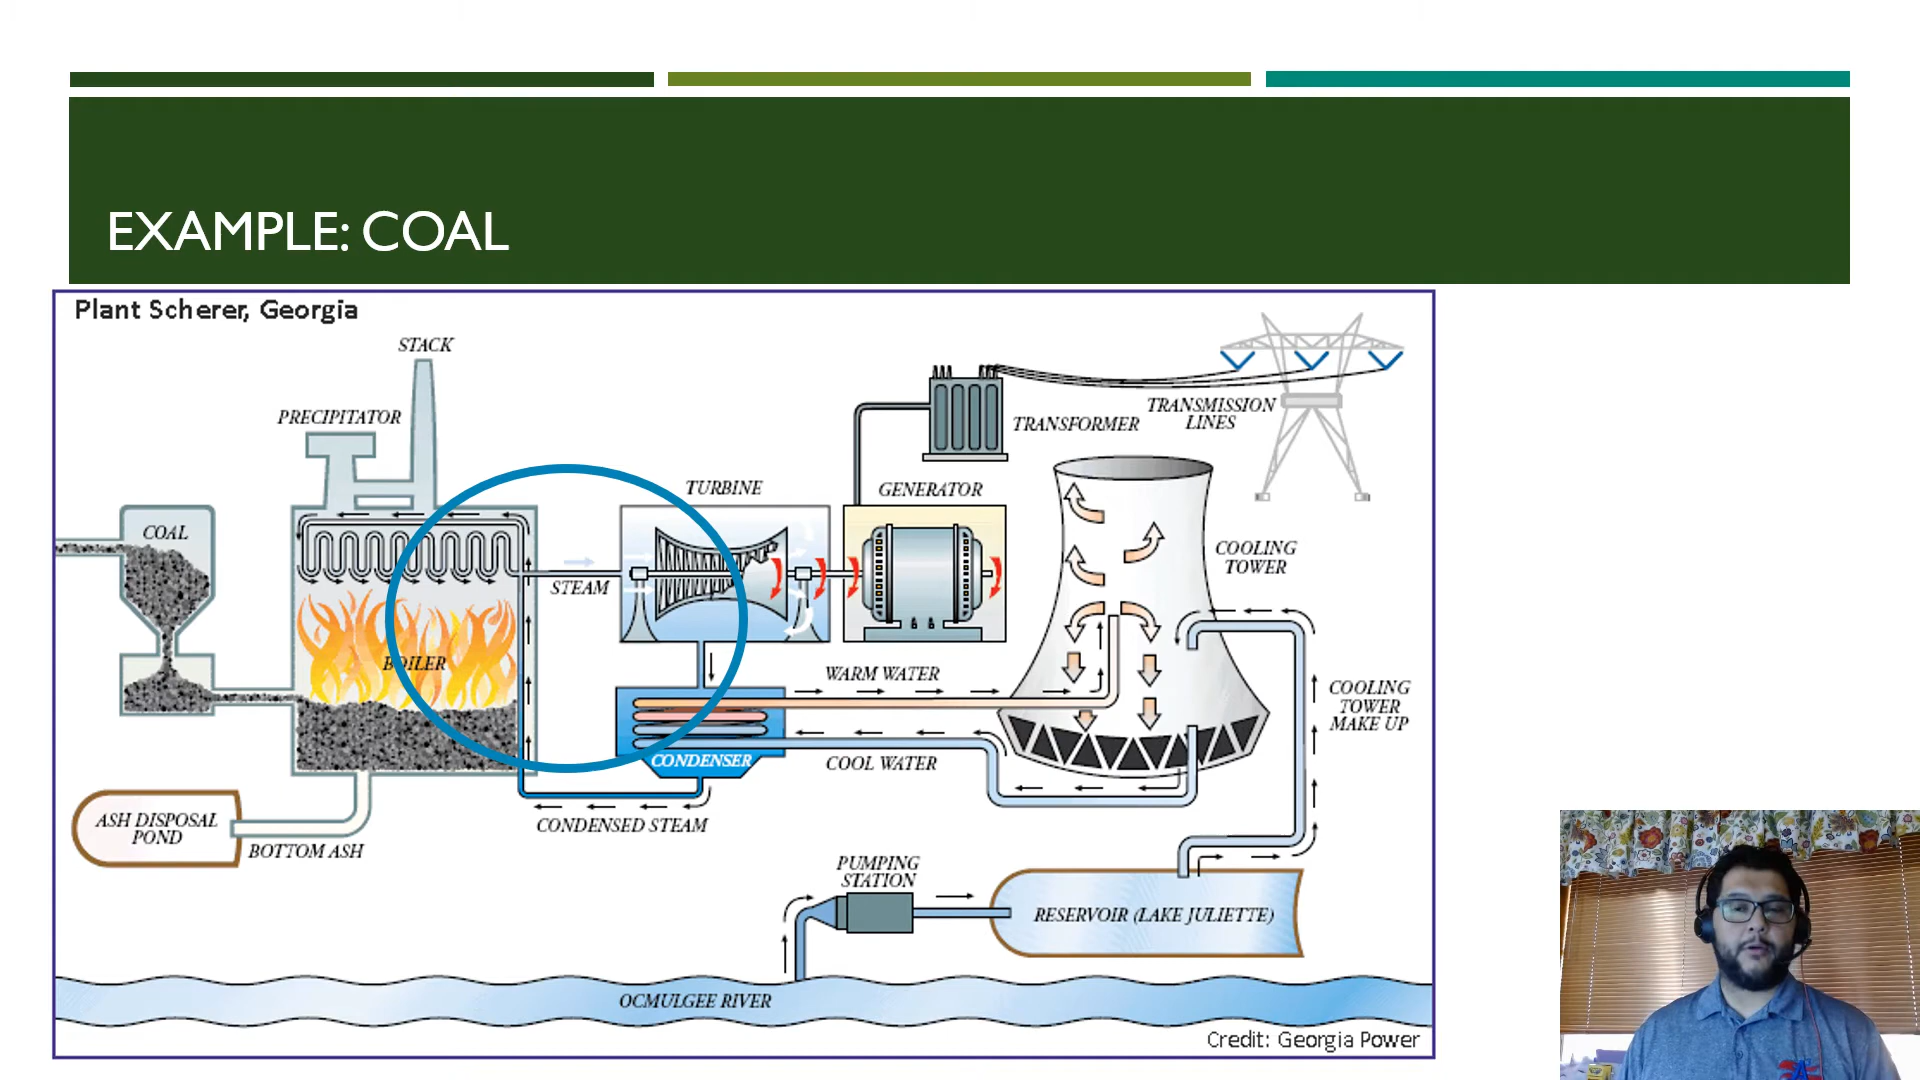 EXAMPLE: COAL
Plant Scherer, Georgia
STACK
PRECIPITATOR
COAL
BOILER
STEAM
TURBINE
GENERATOR
TRANSFORMER
TRANSMISSION
LINES
COOLING
TOWER
WARM WATER
COOLING
TOWER
MAKE UP
CONDENSER
COOL WATER
CONDENSED STEAM
ASH DISPOSAL
POND
BOTTOM ASH
PUMPING
STATION
RESERVOIR (LAKE JULIETTE)
OCMULGEE RIVER
Credit: Georgia Power